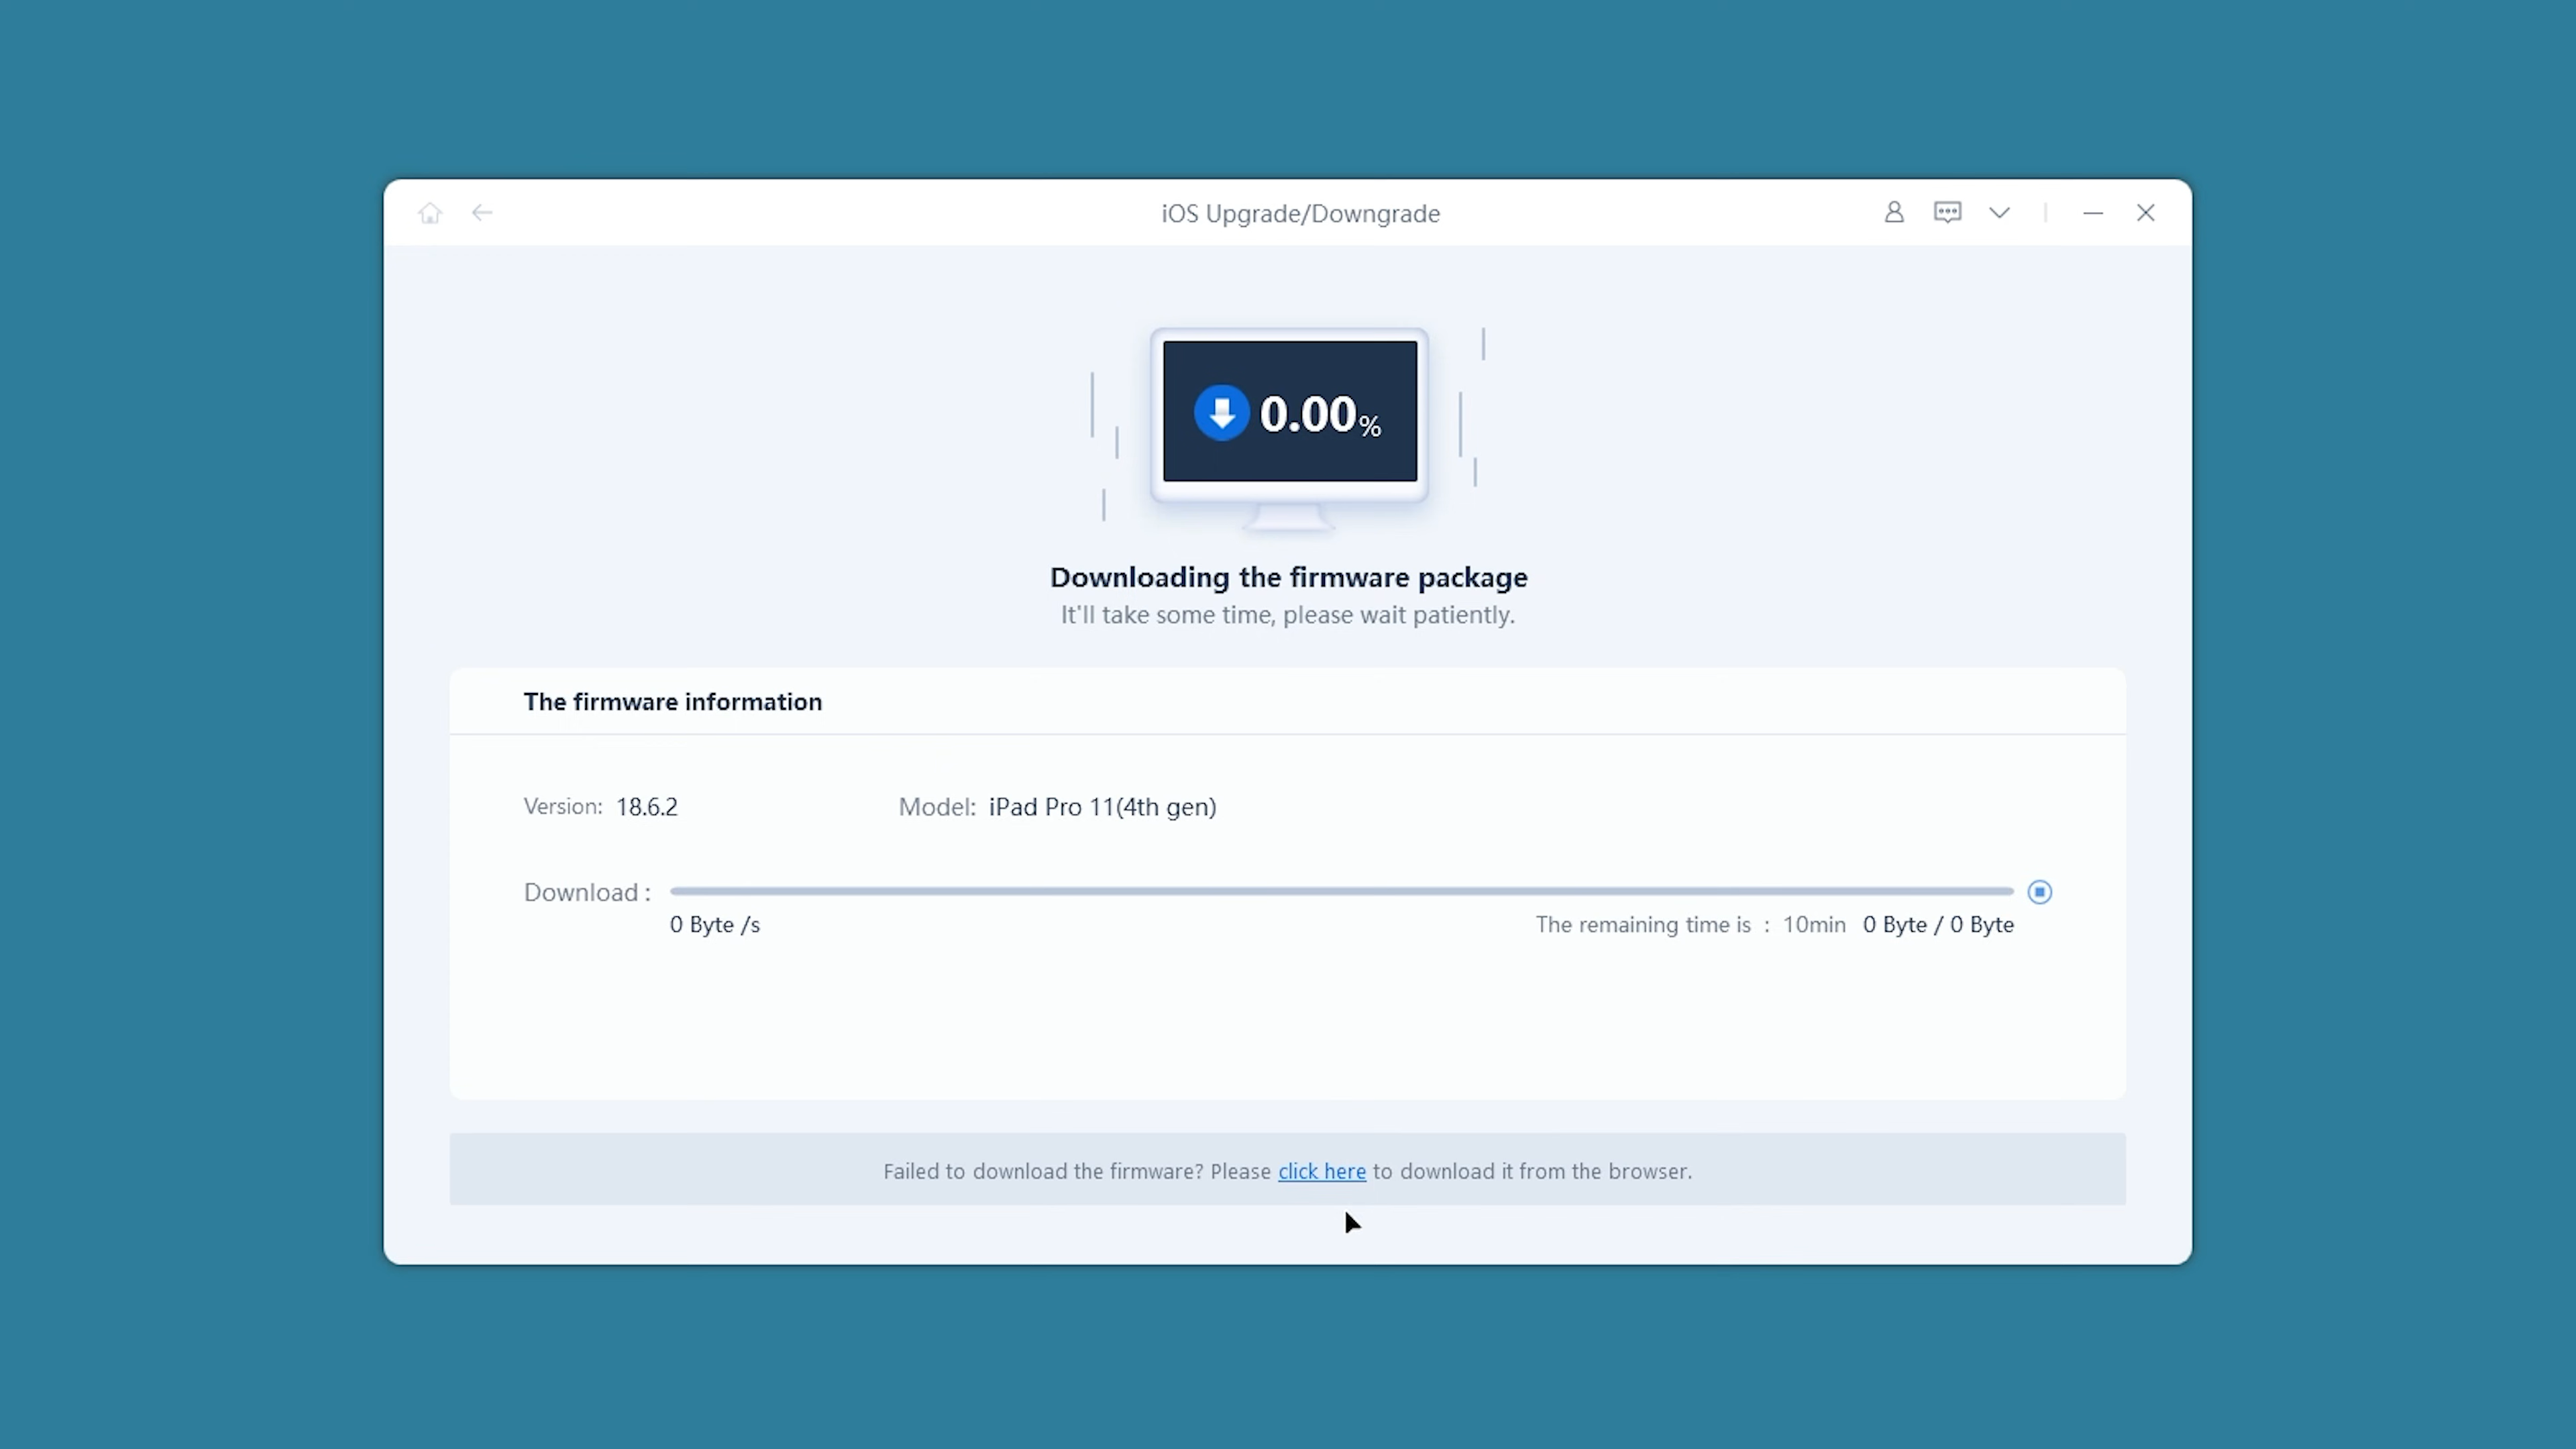 iOS Upgrade/Downgrade
0.00%
Downloading the firmware package
It'll take some time, please wait patiently.
The firmware information
Version: 18.6.2 Model: iPad Pro 11(4th gen)
Download :
0 Byte /s The remaining time is : 10min 0 Byte / 0 Byte
Failed to download the firmware? Please click here to download it from the browser.